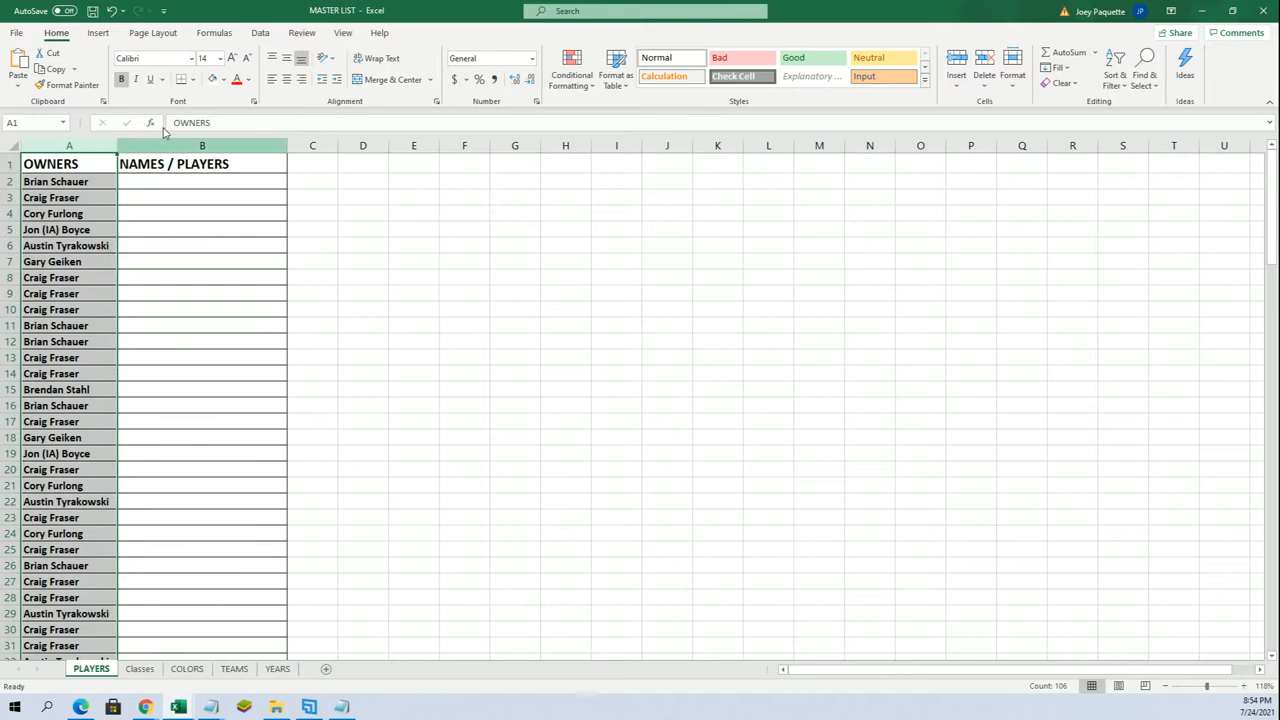 AutoSave Off
MASTER LIST - Excel
Search
Joey Paquette JP
File Home Insert Page Layout Formulas Data Review View Help
Share Comments
Paste
Cut
Copy
Format Painter
Clipboard
Calibri 14
B I U
Font
Wrap Text
Merge & Center
Alignment
General
$ % ,
Number
Conditional
Formatting
Format as
Table
Normal Bad Good Neutral
Calculation Check Cell Explanatory ... Input
Styles
Insert Delete Format
Cells
AutoSum
Fill
Clear
Sort &
Filter
Find &
Select
Editing
Ideas
Ideas
A1 fx OWNERS
A B C D E F G H I J K L M N O P Q R S T U
1 OWNERS NAMES / PLAYERS
2 Brian Schauer
3 Craig Fraser
4 Cory Furlong
5 Jon (IA) Boyce
6 Austin Tyrakowski
7 Gary Geiken
8 Craig Fraser
9 Craig Fraser
10 Craig Fraser
11 Brian Schauer
12 Brian Schauer
13 Craig Fraser
14 Craig Fraser
15 Brendan Stahl
16 Brian Schauer
17 Craig Fraser
18 Gary Geiken
19 Jon (IA) Boyce
20 Craig Fraser
21 Cory Furlong
22 Austin Tyrakowski
23 Craig Fraser
24 Cory Furlong
25 Craig Fraser
26 Brian Schauer
27 Craig Fraser
28 Craig Fraser
29 Austin Tyrakowski
30 Craig Fraser
31 Craig Fraser
PLAYERS Classes COLORS TEAMS YEARS
Ready
Count: 106
118%
8:54 PM
7/24/2021